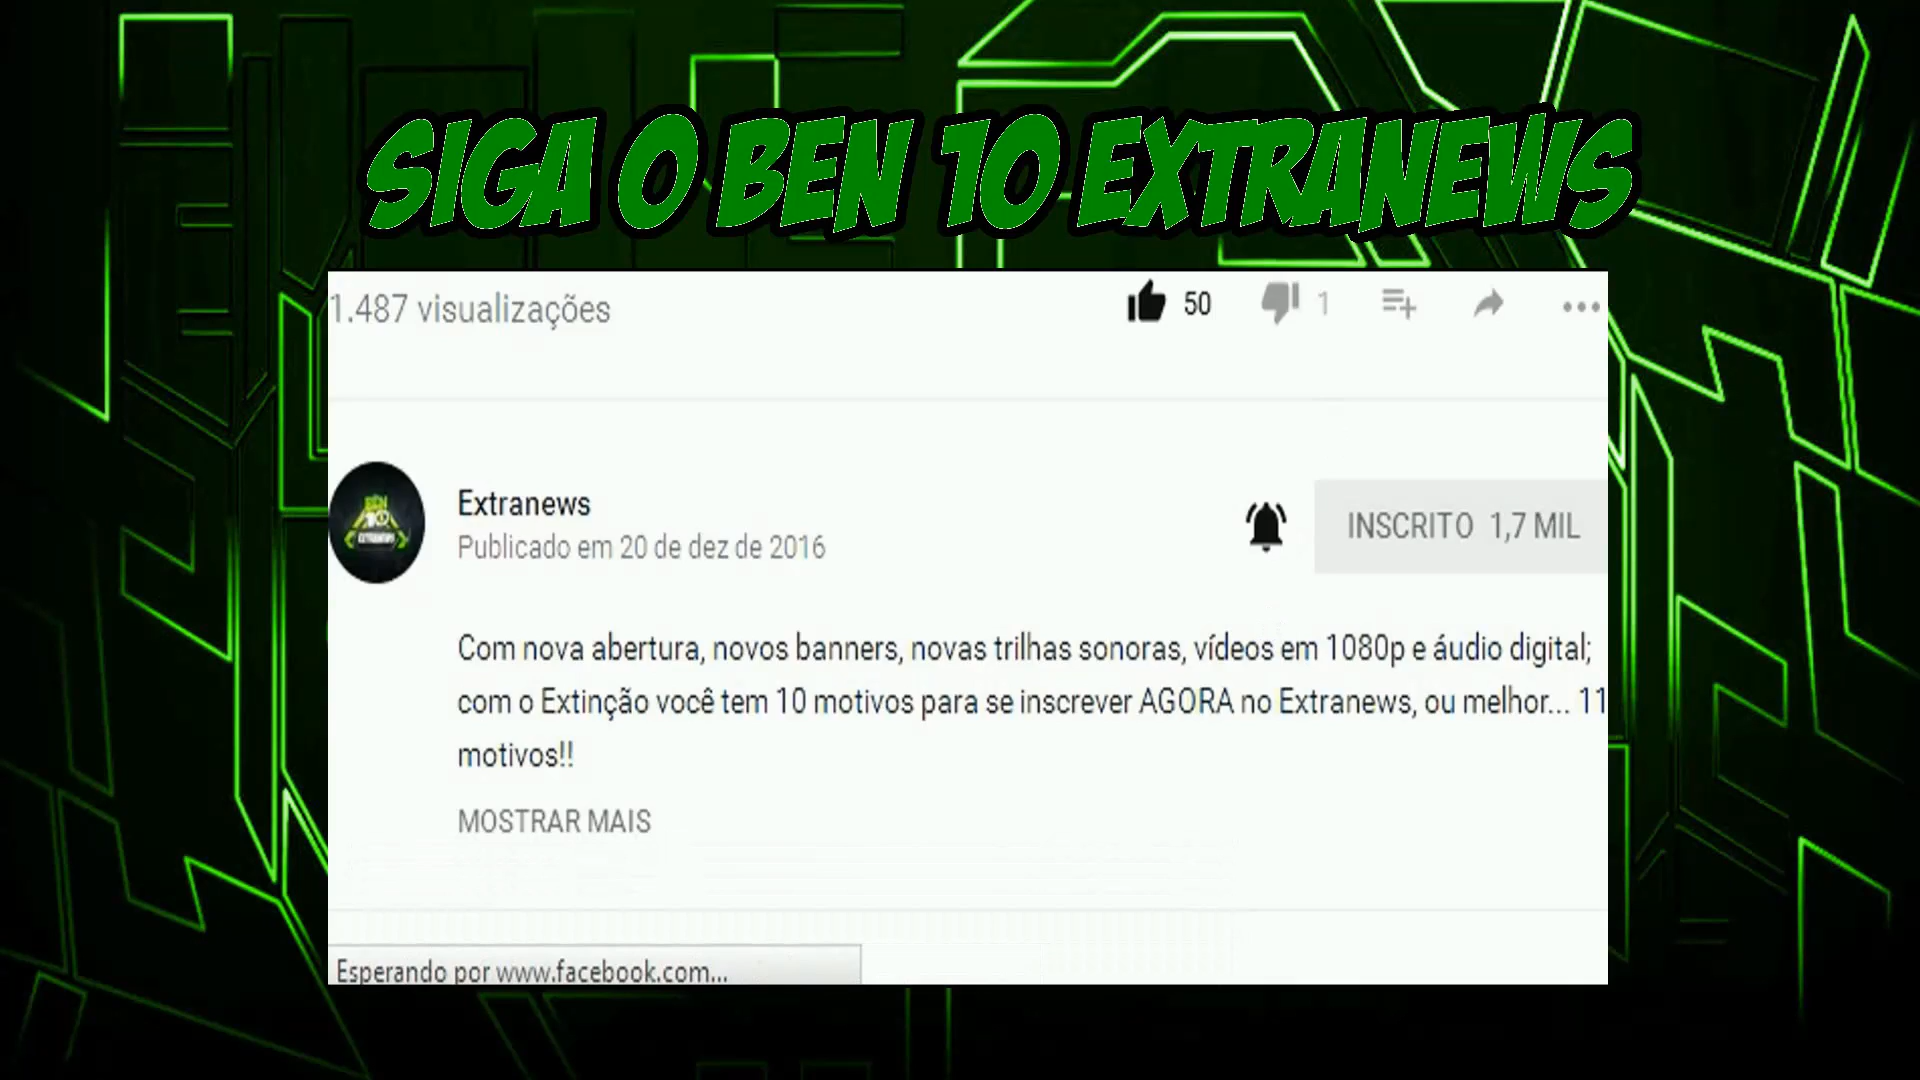 SIGA O BEN 10 EXTRANEWS
1.487 visualizações
50
1
BEN
10
EXTRANEWS
Extranews
Publicado em 20 de dez de 2016
INSCRITO 1,7 MIL
Com nova abertura, novos banners, novas trilhas sonoras, vídeos em 1080p e áudio digital;
com o Extinção você tem 10 motivos para se inscrever AGORA no Extranews, ou melhor... 11
motivos!!
MOSTRAR MAIS
Esperando por www.facebook.com...